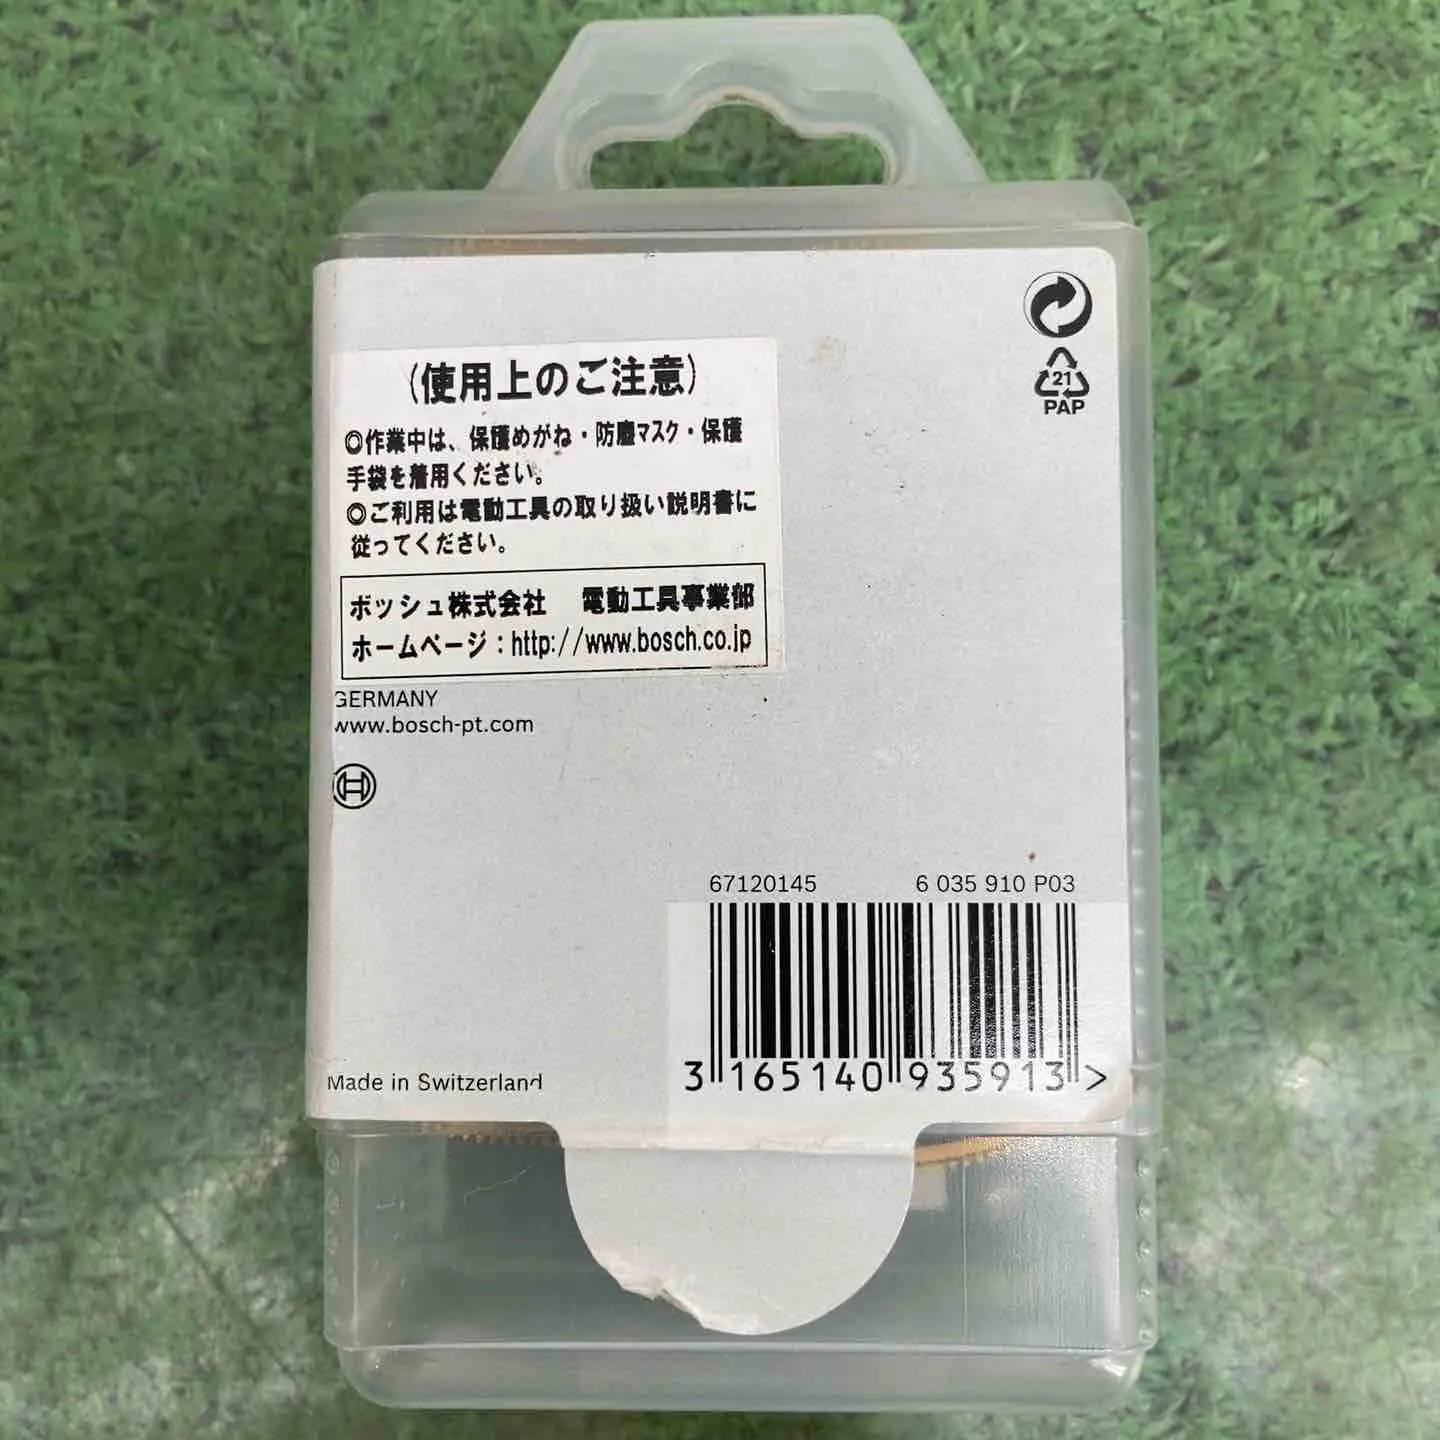 21
PAP
(使用上のご注意)
◎作業中は、保護めがね・防塵マスク・保護
手袋を着用ください。
◎ご利用は電動工具の取り扱い説明書に
従ってください。
ボッシュ株式会社 電動工具事業部
ホームページ：http://www.bosch.co.jp
GERMANY
www.bosch-pt.com
67120145 6 035 910 P03
3 165140 935913 >
Made in Switzerland